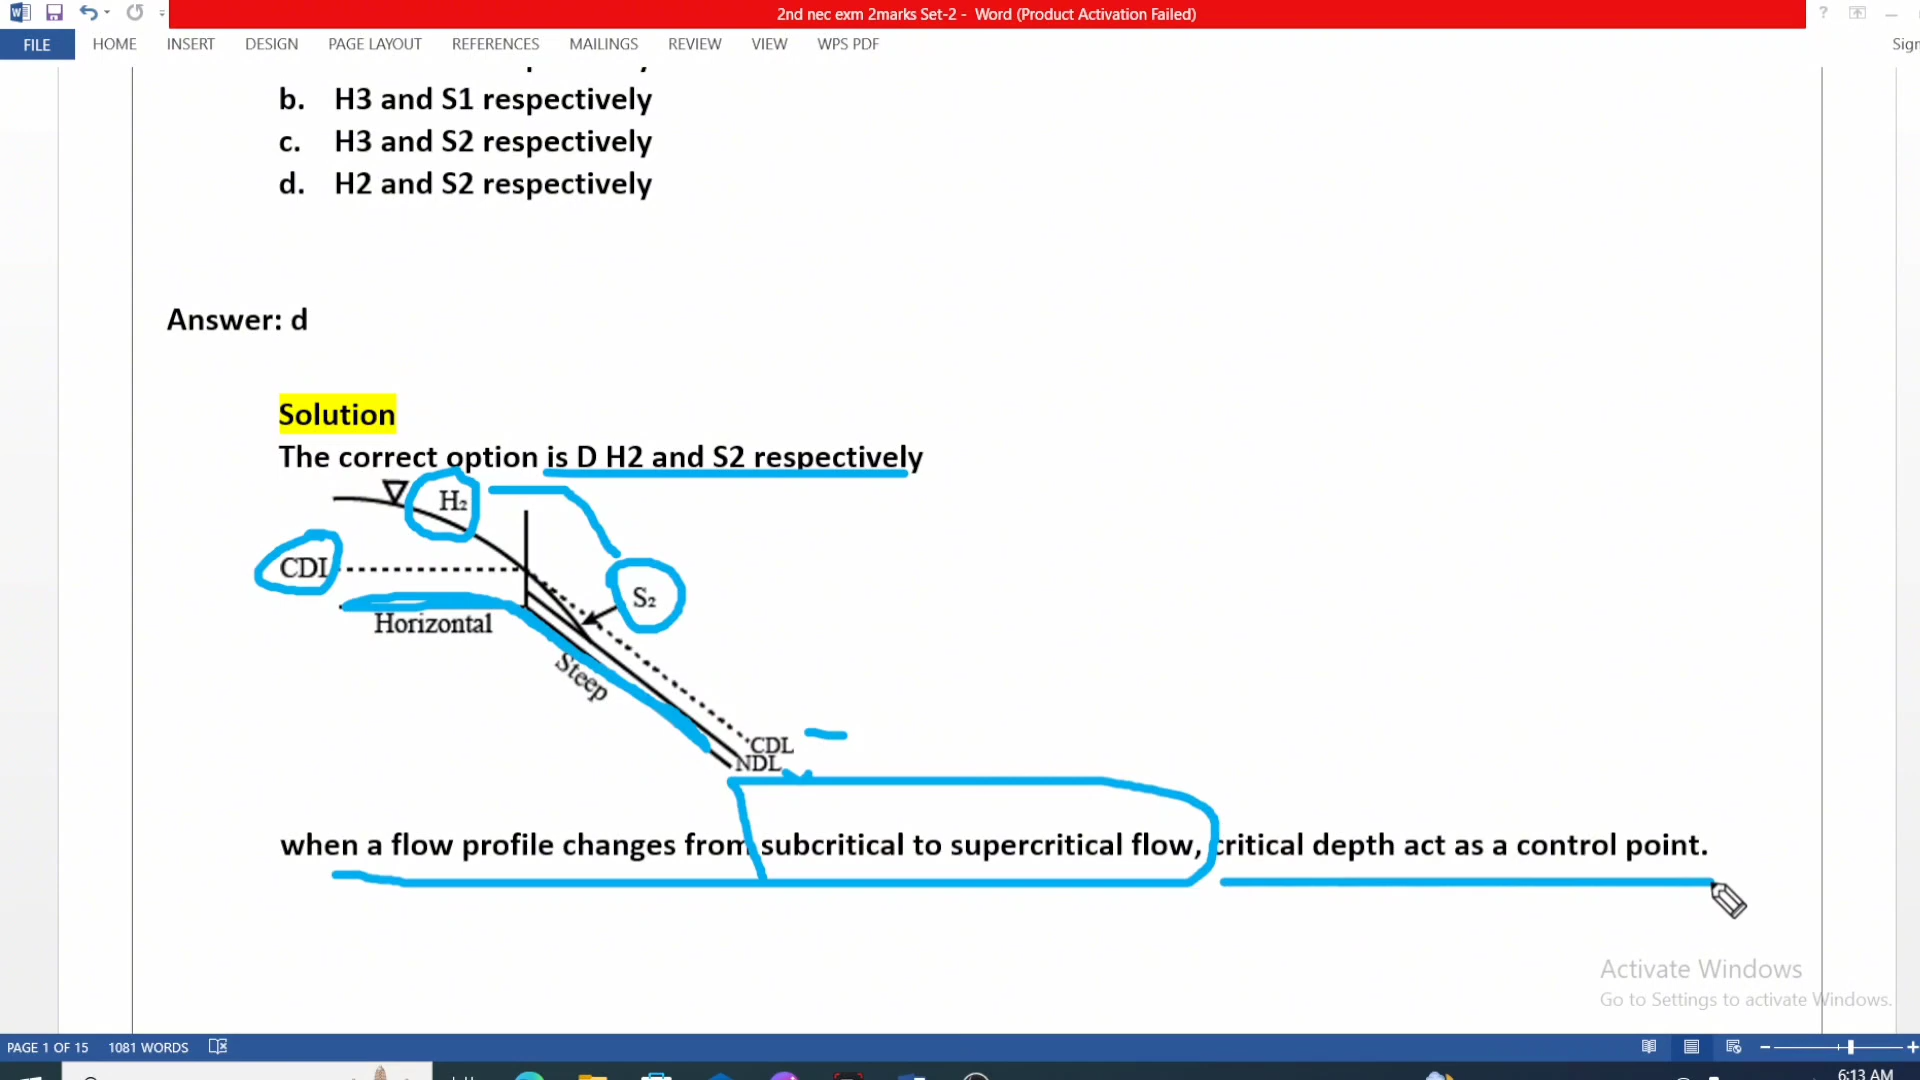 2nd nec exm 2marks Set-2 - Word (Product Activation Failed)
FILE HOME INSERT DESIGN PAGE LAYOUT REFERENCES MAILINGS REVIEW VIEW WPS PDF
b. H3 and S1 respectively
c. H3 and S2 respectively
d. H2 and S2 respectively
Answer: d
Solution
The correct option is D H2 and S2 respectively
H₂
CDL
S₂
Horizontal
Steep
CDL
NDL
when a flow profile changes from subcritical to supercritical flow, critical depth act as a control point.
Activate Windows
Go to Settings to activate Windows.
PAGE 1 OF 15 1081 WORDS
6:13 AM